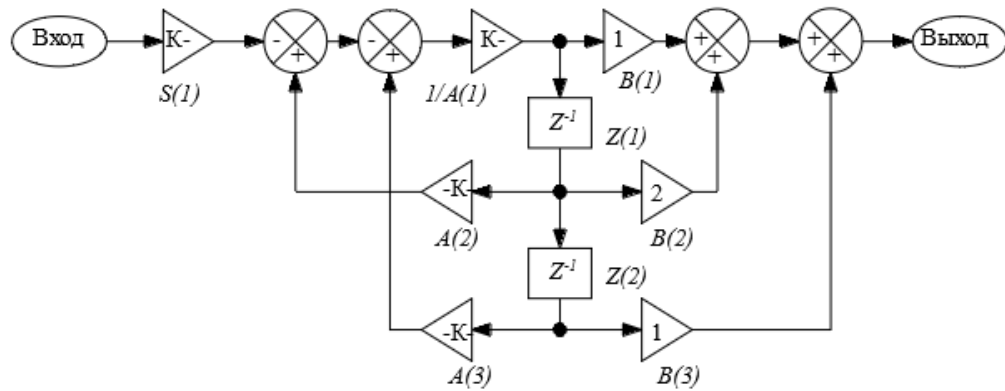 Вход
К-
S(1)
-
+
-
+
К-
1/A(1)
1
B(1)
+
+
+
+
Выход
Z-1
Z(1)
-К-
A(2)
2
B(2)
Z-1
Z(2)
-К-
A(3)
1
B(3)